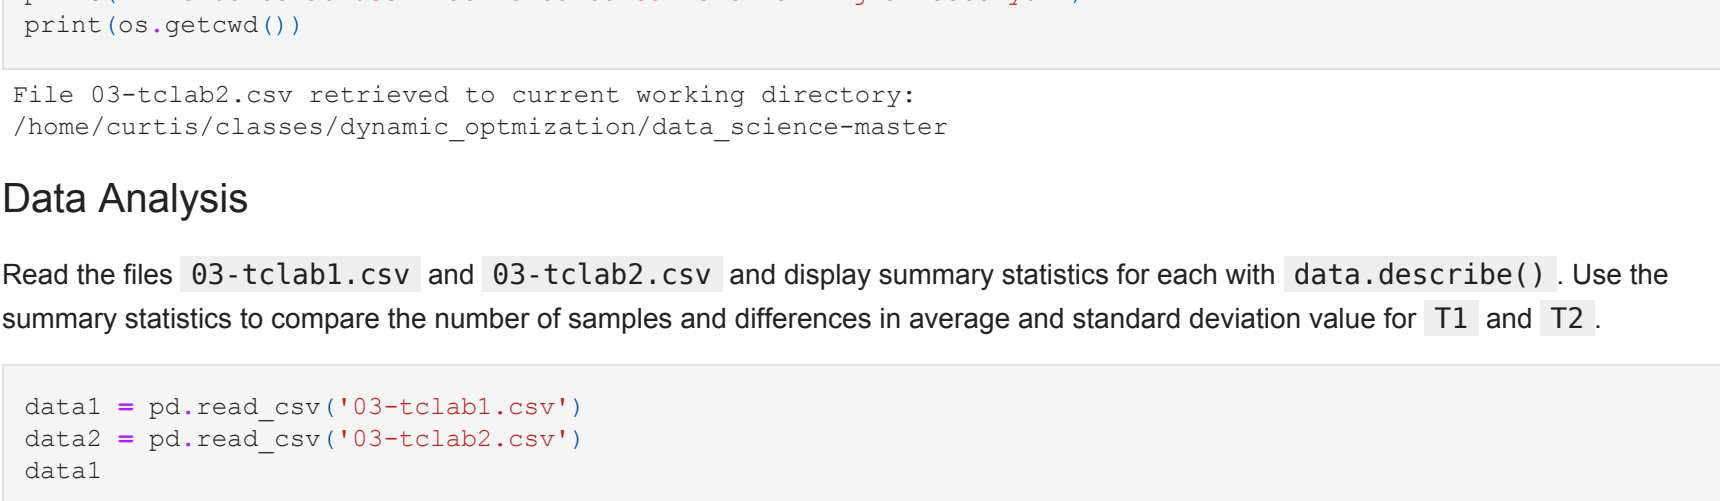 print(os.getcwd())
File 03-tclab2.csv retrieved to current working directory:
/home/curtis/classes/dynamic_optmization/data_science-master
Data Analysis
Read the files 03-tclab1.csv and 03-tclab2.csv and display summary statistics for each with data.describe() . Use the
summary statistics to compare the number of samples and differences in average and standard deviation value for T1 and T2 .
data1 = pd.read_csv('03-tclab1.csv')
data2 = pd.read_csv('03-tclab2.csv')
data1